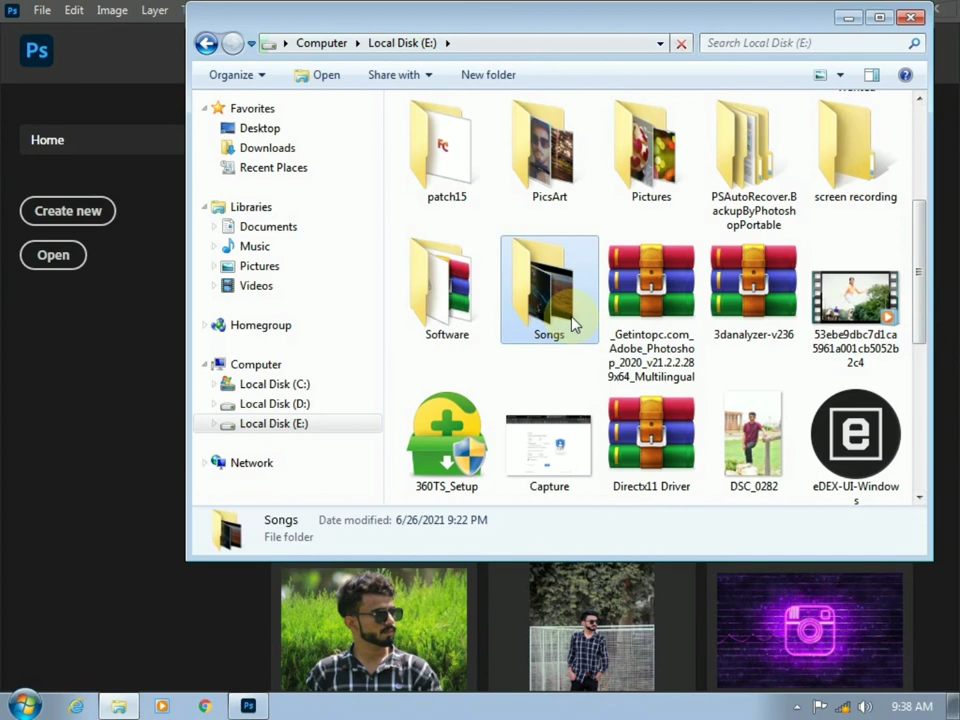 Ps File Edit Image Layer
Ps
Home
Create new
Open
Computer Local Disk (E:)
Search Local Disk (E:)
Organize Open Share with New folder
Favorites
Desktop
Downloads
Recent Places
Libraries
Documents
Music
Pictures
Videos
Homegroup
Computer
Local Disk (C:)
Local Disk (D:)
Local Disk (E:)
Network
patch15
PicsArt
Pictures
PSAutoRecover.B
ackupByPhotosh
opPortable
screen recording
Software
Songs
_Getintopc.com_
Adobe_Photosho
p_2020_v21.2.2.28
9x64_Multilingual
3danalyzer-v236
53ebe9dbc7d1ca
5961a001cb5052b
2c4
360TS_Setup
Capture
Directx11 Driver
DSC_0282
eDEX-UI-Window
s
Songs Date modified: 6/26/2021 9:22 PM
File folder
Ps
9:38 AM